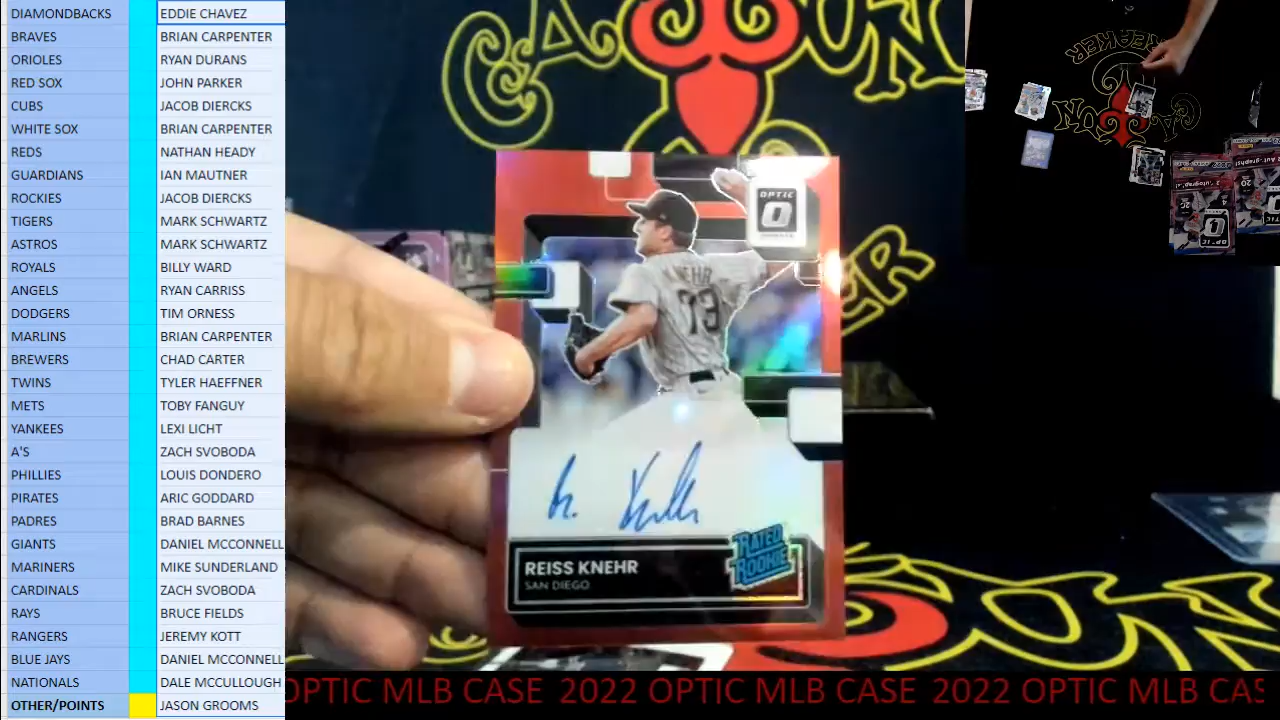 DIAMONDBACKS EDDIE CHAVEZ
BRAVES BRIAN CARPENTER
ORIOLES RYAN DURANS
RED SOX JOHN PARKER
CUBS JACOB DIERCKS
WHITE SOX BRIAN CARPENTER
REDS NATHAN HEADY
GUARDIANS IAN MAUTNER
ROCKIES JACOB DIERCKS
TIGERS MARK SCHWARTZ
ASTROS MARK SCHWARTZ
ROYALS BILLY WARD
ANGELS RYAN CARRISS
DODGERS TIM ORNESS
MARLINS BRIAN CARPENTER
BREWERS CHAD CARTER
TWINS TYLER HAEFFNER
METS TOBY FANGUY
YANKEES LEXI LICHT
A'S ZACH SVOBODA
PHILLIES LOUIS DONDERO
PIRATES ARIC GODDARD
PADRES BRAD BARNES
GIANTS DANIEL MCCONNELL
MARINERS MIKE SUNDERLAND
CARDINALS ZACH SVOBODA
RAYS BRUCE FIELDS
RANGERS JEREMY KOTT
BLUE JAYS DANIEL MCCONNELL
NATIONALS DALE MCCULLOUGH
OTHER/POINTS JASON GROOMS
OPTIC
KNEHR
RATED
ROOKIE
REISS KNEHR
SAN DIEGO
OPTIC MLB CASE 2022 OPTIC MLB CASE 2022 OPTIC MLB CAS